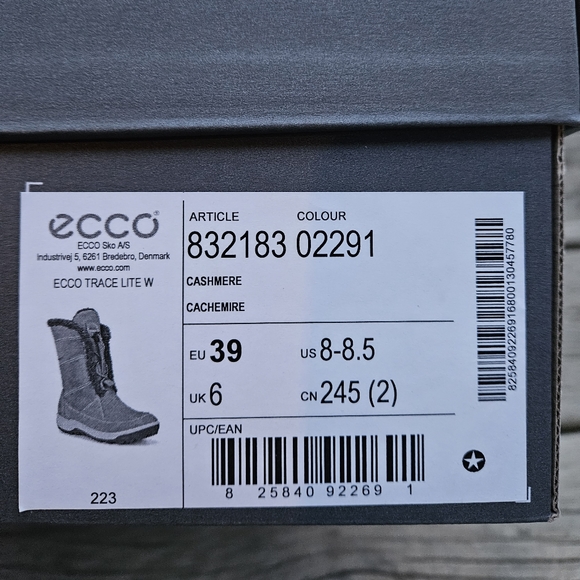 ecco®
ECCO Sko A/S
Industrivej 5, 6261 Bredebro, Denmark
www.ecco.com
ECCO TRACE LITE W
223
ARTICLE COLOUR
832183 02291
CASHMERE
CACHEMIRE
EU 39 US 8-8.5
UK 6 CN 245 (2)
UPC/EAN
8 25840 92269 1
825840922691680013045778​0